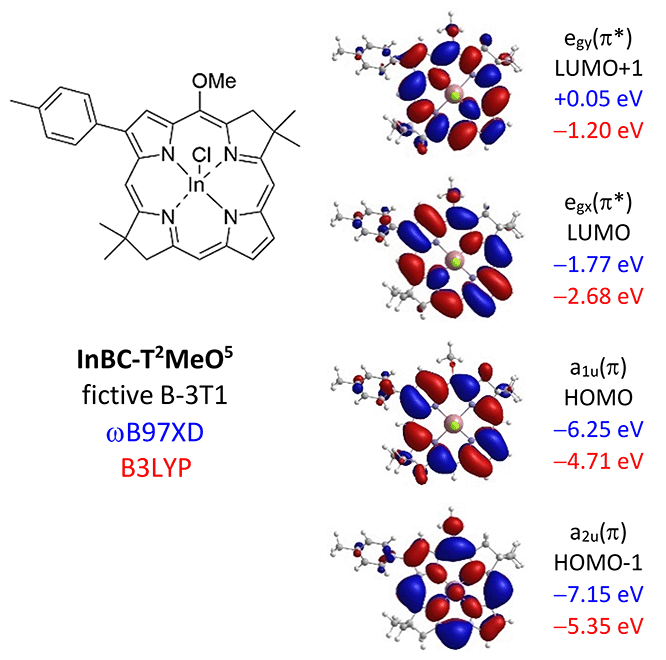 OMe
Cl
N
N
In
N
N
InBC-T²MeO⁵
fictive B-3T1
ωB97XD
B3LYP
e_gy(π*)
LUMO+1
+0.05 eV
−1.20 eV
e_gx(π*)
LUMO
−1.77 eV
−2.68 eV
a_1u(π)
HOMO
−6.25 eV
−4.71 eV
a_2u(π)
HOMO-1
−7.15 eV
−5.35 eV